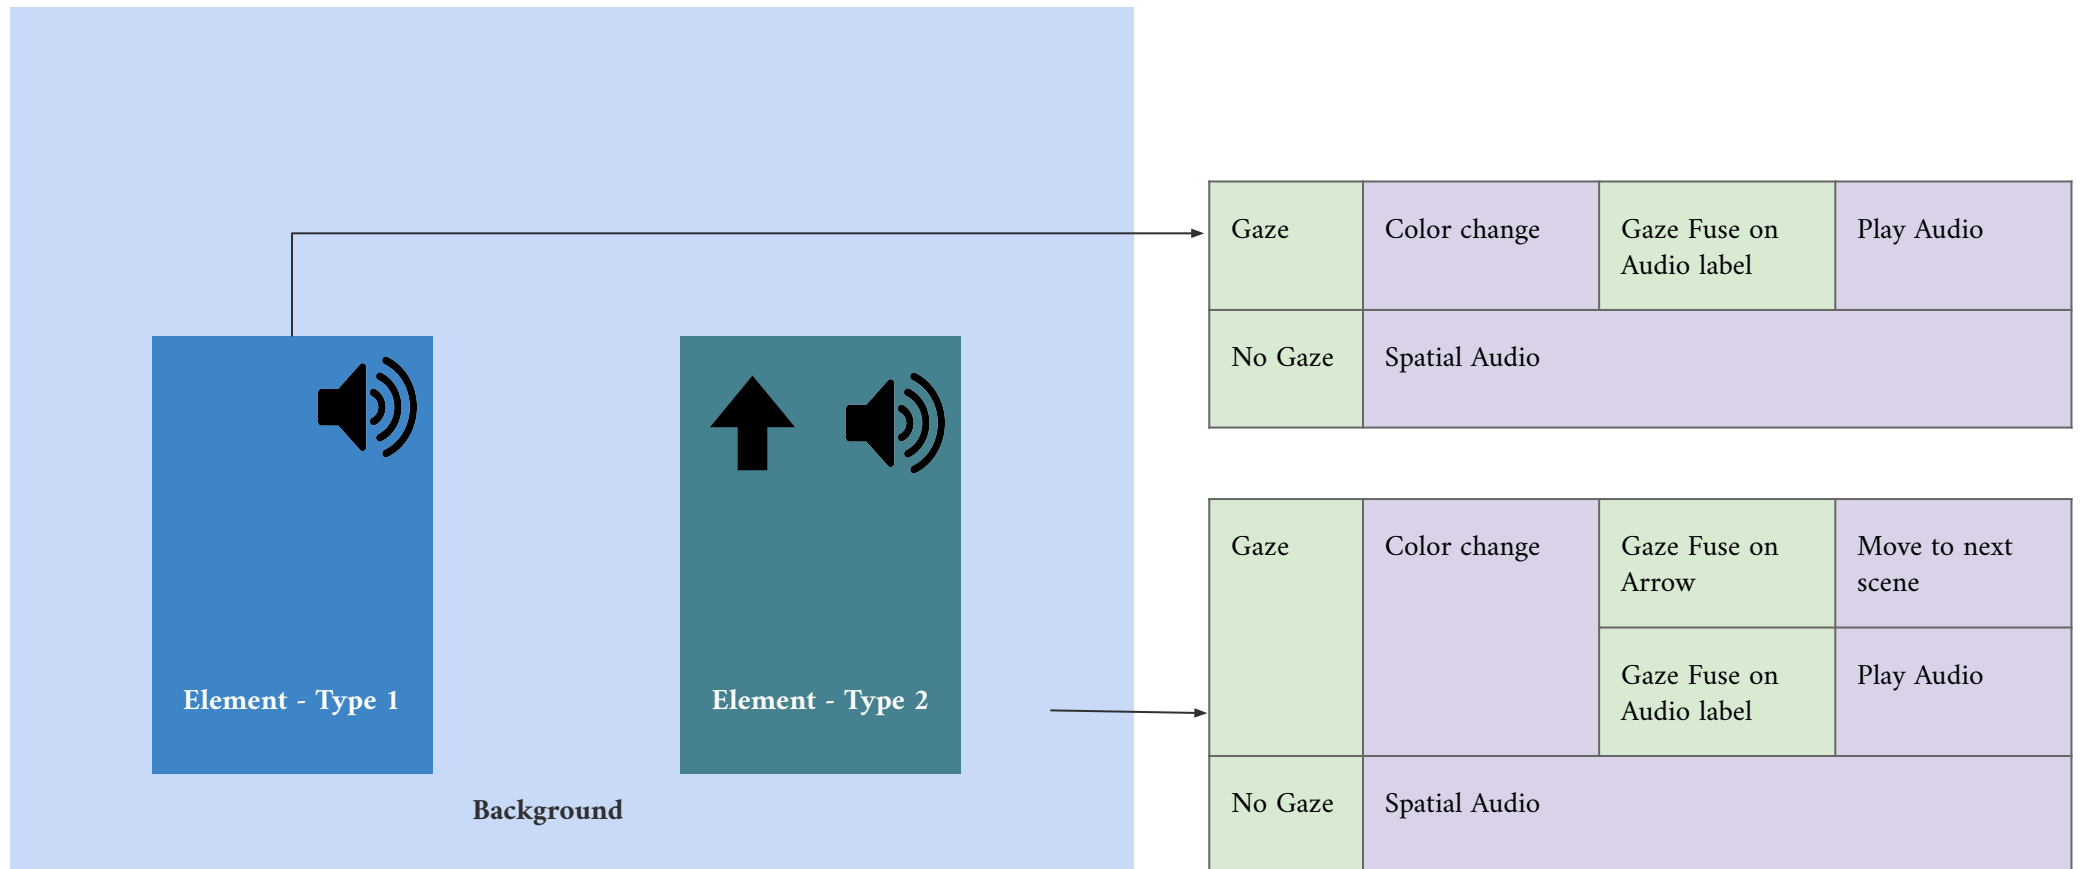 Gaze
Color change
Gaze Fuse on
Audio label
Play Audio
No Gaze
Spatial Audio
Element - Type 1
Element - Type 2
Background
Gaze
Color change
Gaze Fuse on
Arrow
Move to next
scene
Gaze Fuse on
Audio label
Play Audio
No Gaze
Spatial Audio